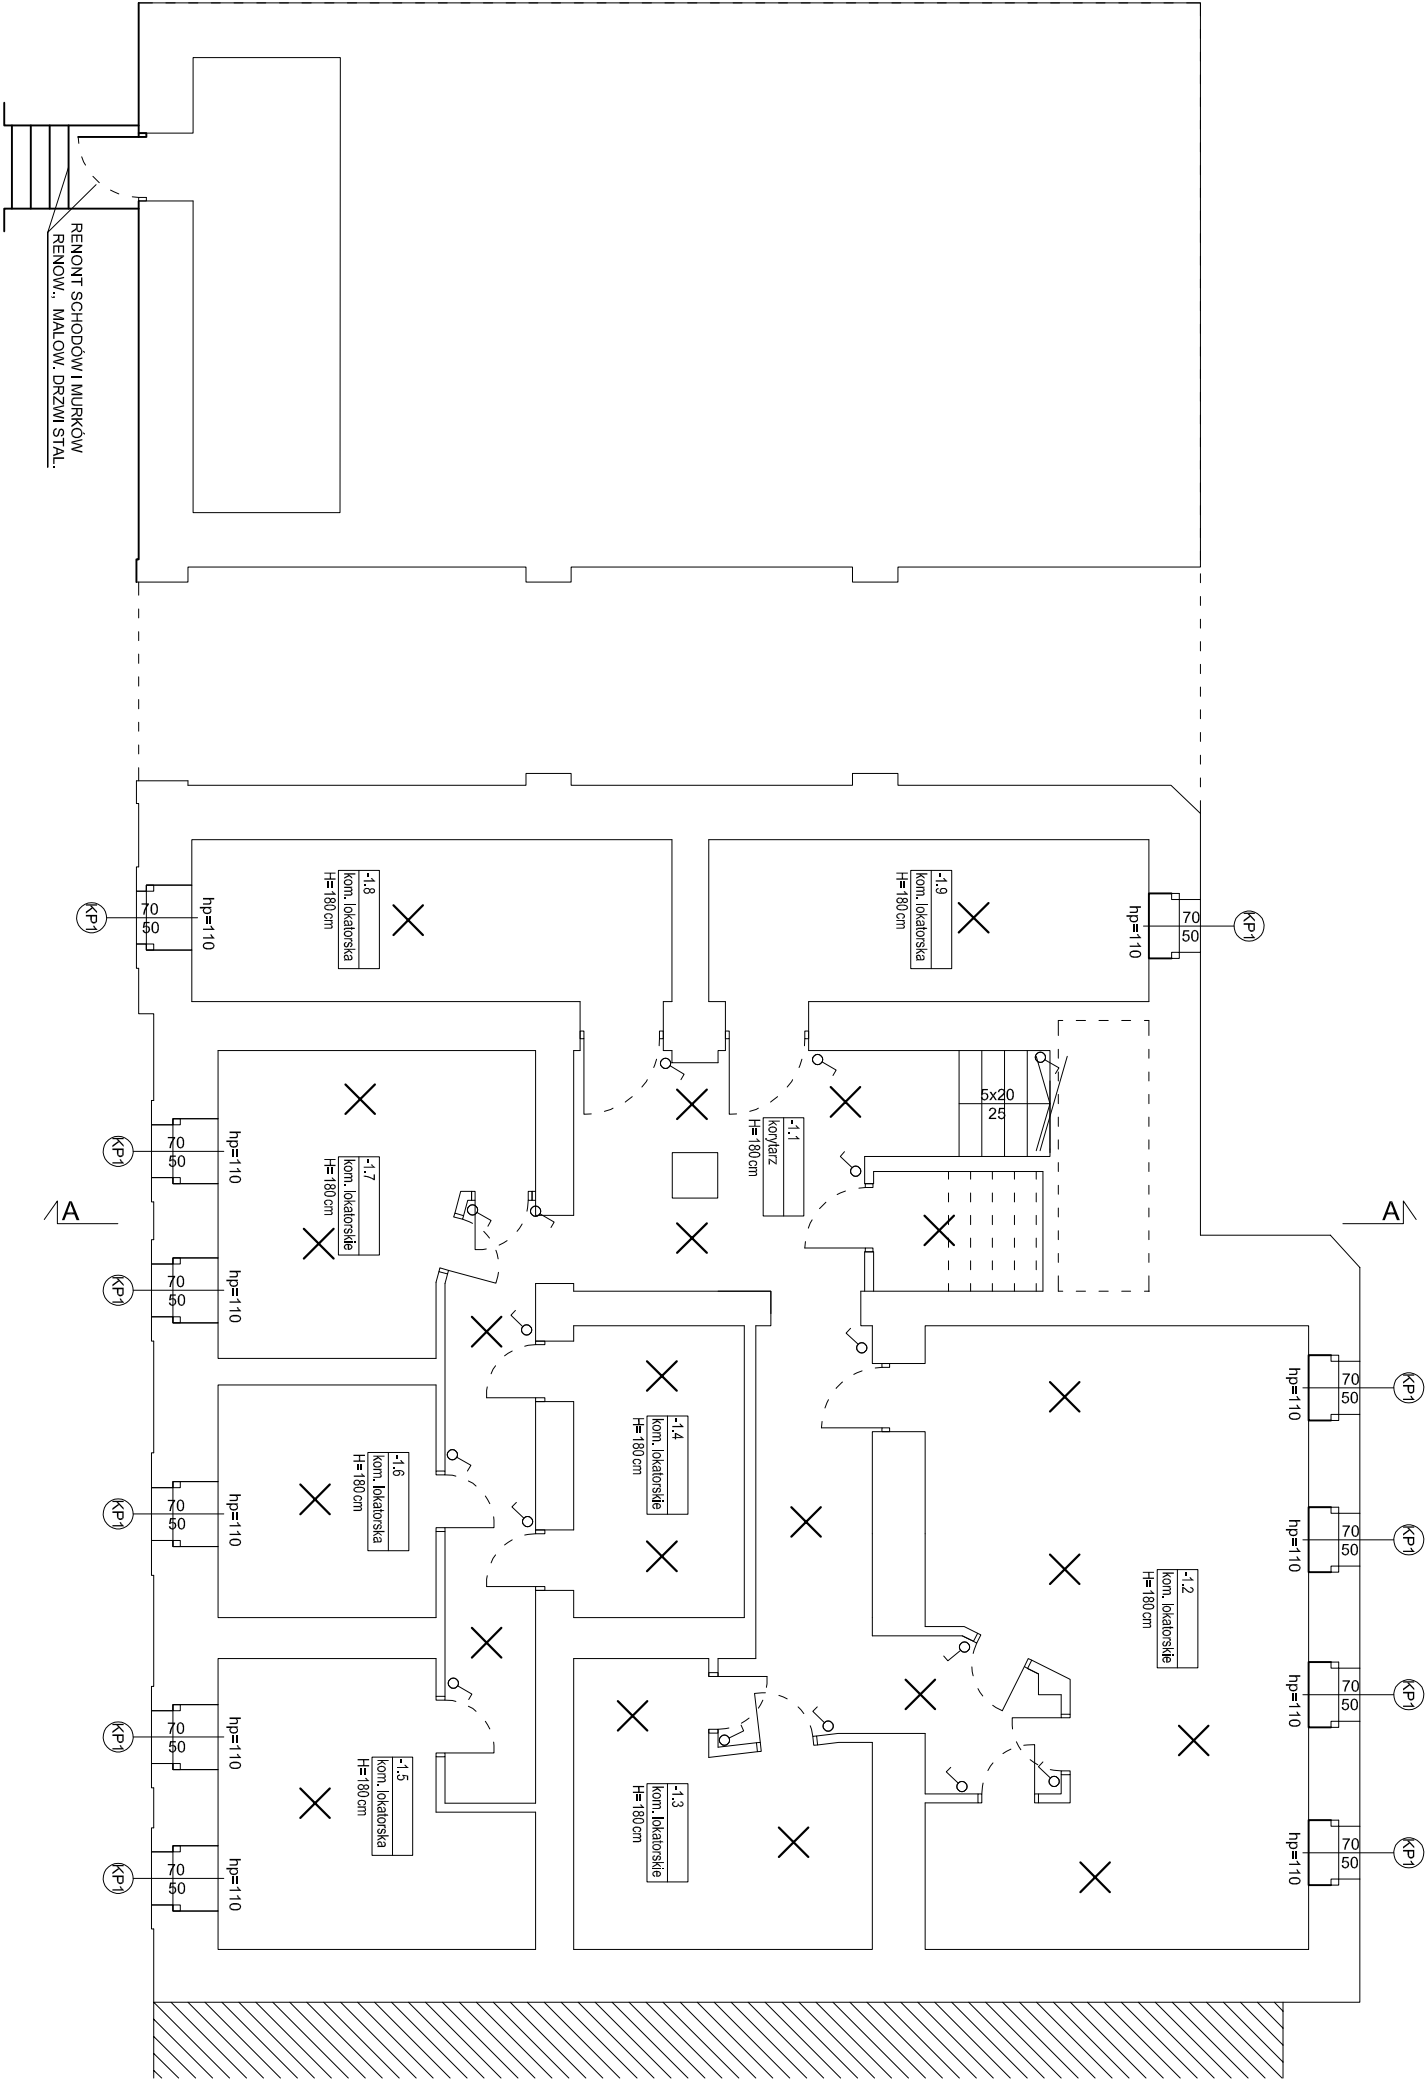 RENONT SCHODÓW I MURKÓW
RENOW., MALOW. DRZWI STAL.
-1.8
kom. lokatorska
H=180cm
-1.9
kom. lokatorska
H=180cm
hp=110
70
50
KP1
hp=110
70
50
KP1
5x20
25
-1.1
korytarz
H=180cm
-1.7
kom. lokatorskie
H=180cm
hp=110
70
50
KP1
A
A
hp=110
70
50
KP1
hp=110
70
50
KP1
-1.4
kom. lokatorskie
H=180cm
-1.6
kom. lokatorska
H=180cm
hp=110
70
50
KP1
hp=110
70
50
KP1
-1.2
kom. lokatorskie
H=180cm
hp=110
70
50
KP1
hp=110
70
50
KP1
-1.5
kom. lokatorska
H=180cm
-1.3
kom. lokatorskie
H=180cm
hp=110
70
50
KP1
hp=110
70
50
KP1